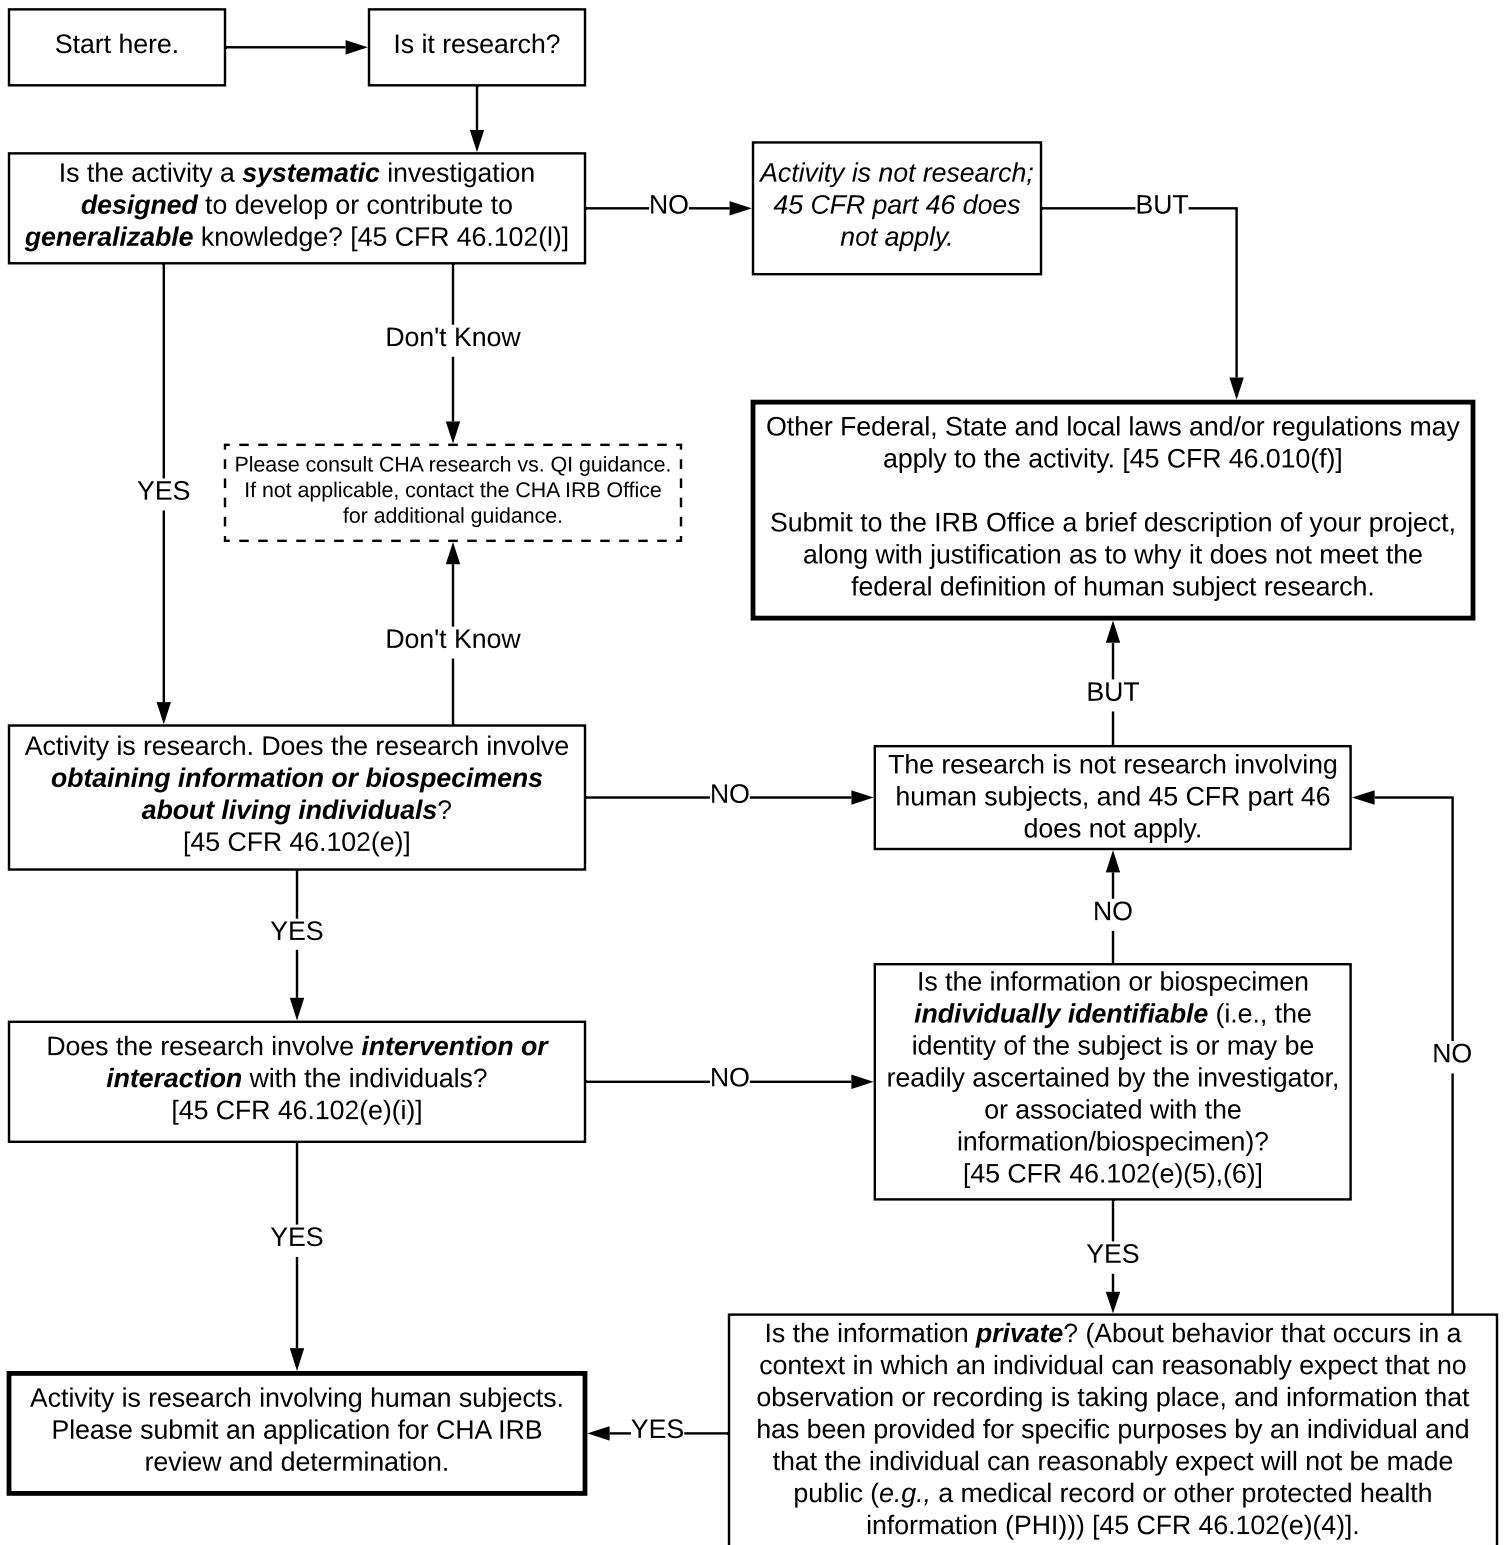 Start here.
Is it research?
Is the activity a systematic investigation
designed to develop or contribute to
generalizable knowledge? [45 CFR 46.102(l)]
NO
Activity is not research;
45 CFR part 46 does
not apply.
BUT
Don't Know
YES
Please consult CHA research vs. QI guidance.
If not applicable, contact the CHA IRB Office
for additional guidance.
Other Federal, State and local laws and/or regulations may
apply to the activity. [45 CFR 46.010(f)]
Submit to the IRB Office a brief description of your project,
along with justification as to why it does not meet the
federal definition of human subject research.
Don't Know
BUT
Activity is research. Does the research involve
obtaining information or biospecimens
about living individuals?
[45 CFR 46.102(e)]
NO
The research is not research involving
human subjects, and 45 CFR part 46
does not apply.
YES
NO
Does the research involve intervention or
interaction with the individuals?
[45 CFR 46.102(e)(i)]
NO
Is the information or biospecimen
individually identifiable (i.e., the
identity of the subject is or may be
readily ascertained by the investigator,
or associated with the
information/biospecimen)?
[45 CFR 46.102(e)(5),(6)]
NO
YES
YES
Activity is research involving human subjects.
Please submit an application for CHA IRB
review and determination.
YES
Is the information private? (About behavior that occurs in a
context in which an individual can reasonably expect that no
observation or recording is taking place, and information that
has been provided for specific purposes by an individual and
that the individual can reasonably expect will not be made
public (e.g., a medical record or other protected health
information (PHI))) [45 CFR 46.102(e)(4)].